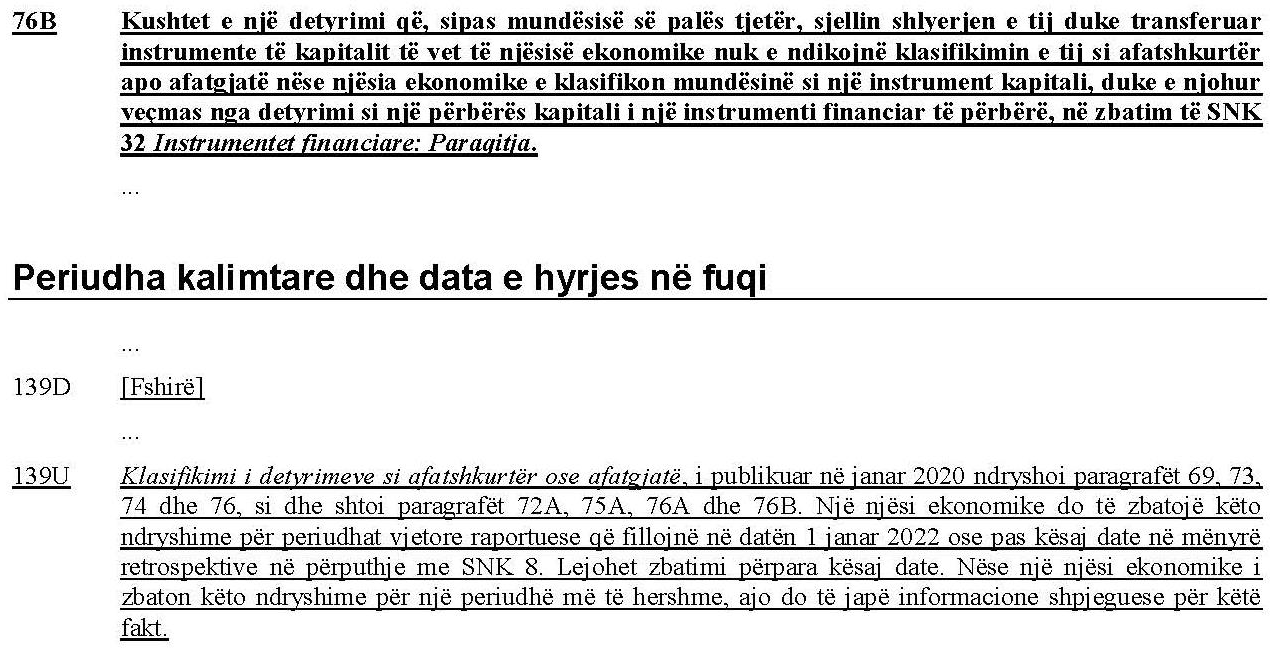 76B Kushtet e një detyrimi që, sipas mundësisë së palës tjetër, sjellin shlyerjen e tij duke transferuar
instrumente të kapitalit të vet të njësisë ekonomike nuk e ndikojnë klasifikimin e tij si afatshkurtër
apo afatgjatë nëse njësia ekonomike e klasifikon mundësinë si një instrument kapitali, duke e njohur
veçmas nga detyrimi si një përbërës kapitali i një instrumenti financiar të përbërë, në zbatim të SNK
32 Instrumentet financiare: Paraqitja.
...
Periudha kalimtare dhe data e hyrjes në fuqi
...
139D [Fshirë]
...
139U Klasifikimi i detyrimeve si afatshkurtër ose afatgjatë, i publikuar në janar 2020 ndryshoi paragrafët 69, 73,
74 dhe 76, si dhe shtoi paragrafët 72A, 75A, 76A dhe 76B. Një njësi ekonomike do të zbatojë këto
ndryshime për periudhat vjetore raportuese që fillojnë në datën 1 janar 2022 ose pas kësaj date në mënyrë
retrospektive në përputhje me SNK 8. Lejohet zbatimi përpara kësaj date. Nëse një njësi ekonomike i
zbaton këto ndryshime për një periudhë më të hershme, ajo do të japë informacione shpjeguese për këtë
fakt.